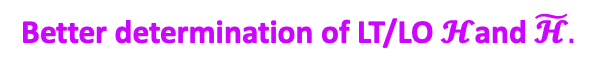 Better determination of LT/LO ℋ and ℋ̃.